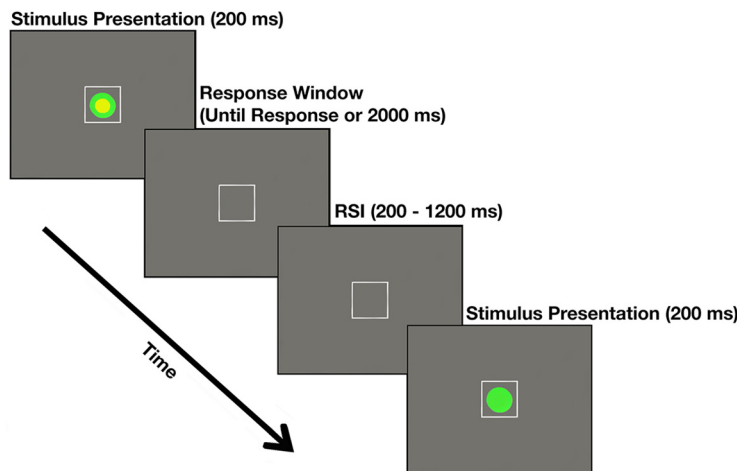 Stimulus Presentation (200 ms)
Response Window
(Until Response or 2000 ms)
RSI (200 - 1200 ms)
Stimulus Presentation (200 ms)
Time